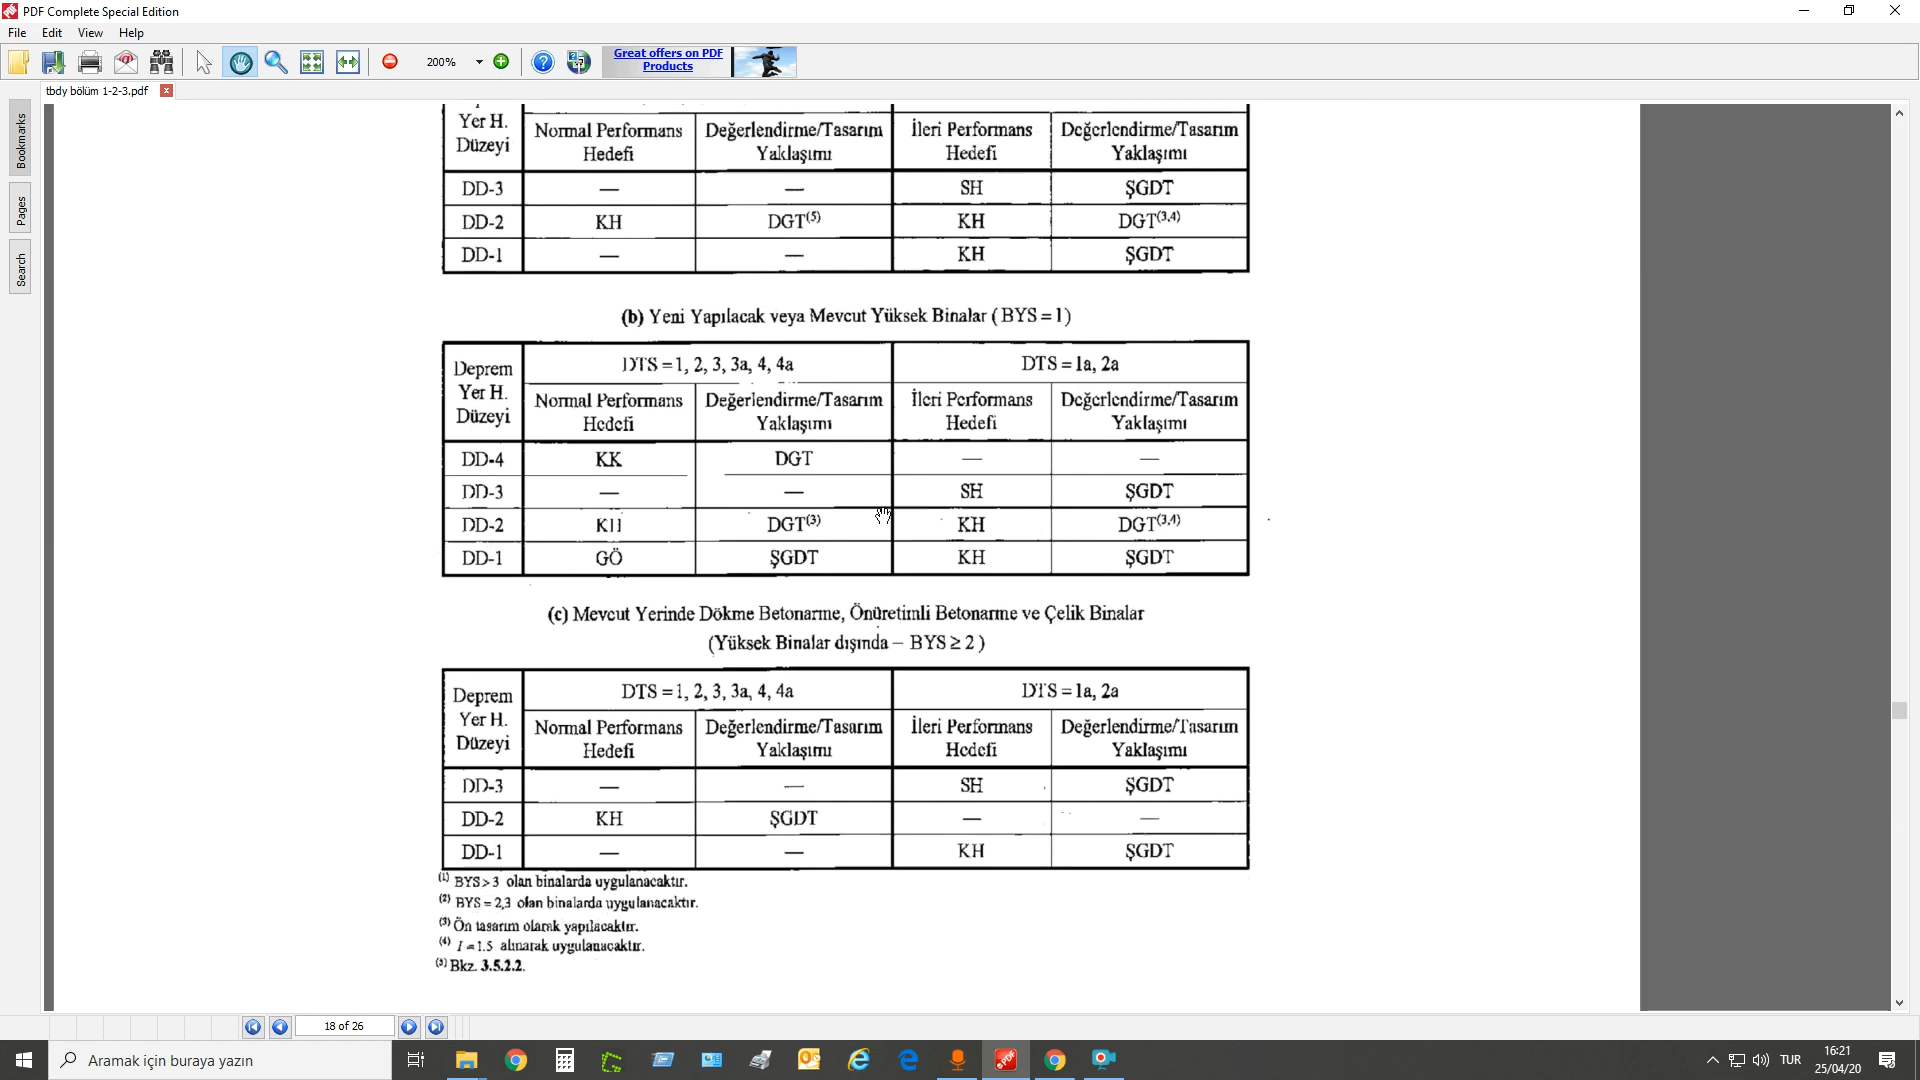 PDF Complete Special Edition
File Edit View Help
200%
Great offers on PDF
Products
tbdy bölüm 1-2-3.pdf
Bookmarks
Pages
Search
Yer H.
Düzeyi
Normal Performans
Hedefi
Değerlendirme/Tasarım
Yaklaşımı
İleri Performans
Hedefi
Değerlendirme/Tasarım
Yaklaşımı
DD-3 — — SH ŞGDT
DD-2 KH DGT(5) KH DGT(3,4)
DD-1 — — KH ŞGDT
(b) Yeni Yapılacak veya Mevcut Yüksek Binalar ( BYS = 1)
Deprem
Yer H.
Düzeyi
DTS = 1, 2, 3, 3a, 4, 4a
DTS = 1a, 2a
Normal Performans
Hedefi
Değerlendirme/Tasarım
Yaklaşımı
İleri Performans
Hedefi
Değerlendirme/Tasarım
Yaklaşımı
DD-4 KK DGT — —
DD-3 — — SH ŞGDT
DD-2 KH DGT(3) KH DGT(3,4)
DD-1 GÖ ŞGDT KH ŞGDT
(c) Mevcut Yerinde Dökme Betonarme, Önüretimli Betonarme ve Çelik Binalar
(Yüksek Binalar dışında – BYS ≥ 2 )
Deprem
Yer H.
Düzeyi
DTS = 1, 2, 3, 3a, 4, 4a
DTS = 1a, 2a
Normal Performans
Hedefi
Değerlendirme/Tasarım
Yaklaşımı
İleri Performans
Hedefi
Değerlendirme/Tasarım
Yaklaşımı
DD-3 — — SH ŞGDT
DD-2 KH ŞGDT — —
DD-1 — — KH ŞGDT
(1) BYS > 3 olan binalarda uygulanacaktır.
(2) BYS = 2,3 olan binalarda uygulanacaktır.
(3) Ön tasarım olarak yapılacaktır.
(4) I = 1.5 alınarak uygulanacaktır.
(5) Bkz. 3.5.2.2.
18 of 26
Aramak için buraya yazın
TUR
16:21
25/04/20